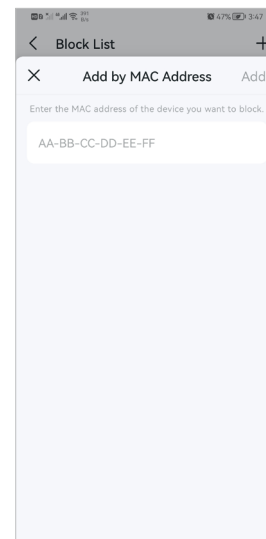 351
B/s
47% 3:47
Block List
Add by MAC Address Add
Enter the MAC address of the device you want to block.
AA-BB-CC-DD-EE-FF